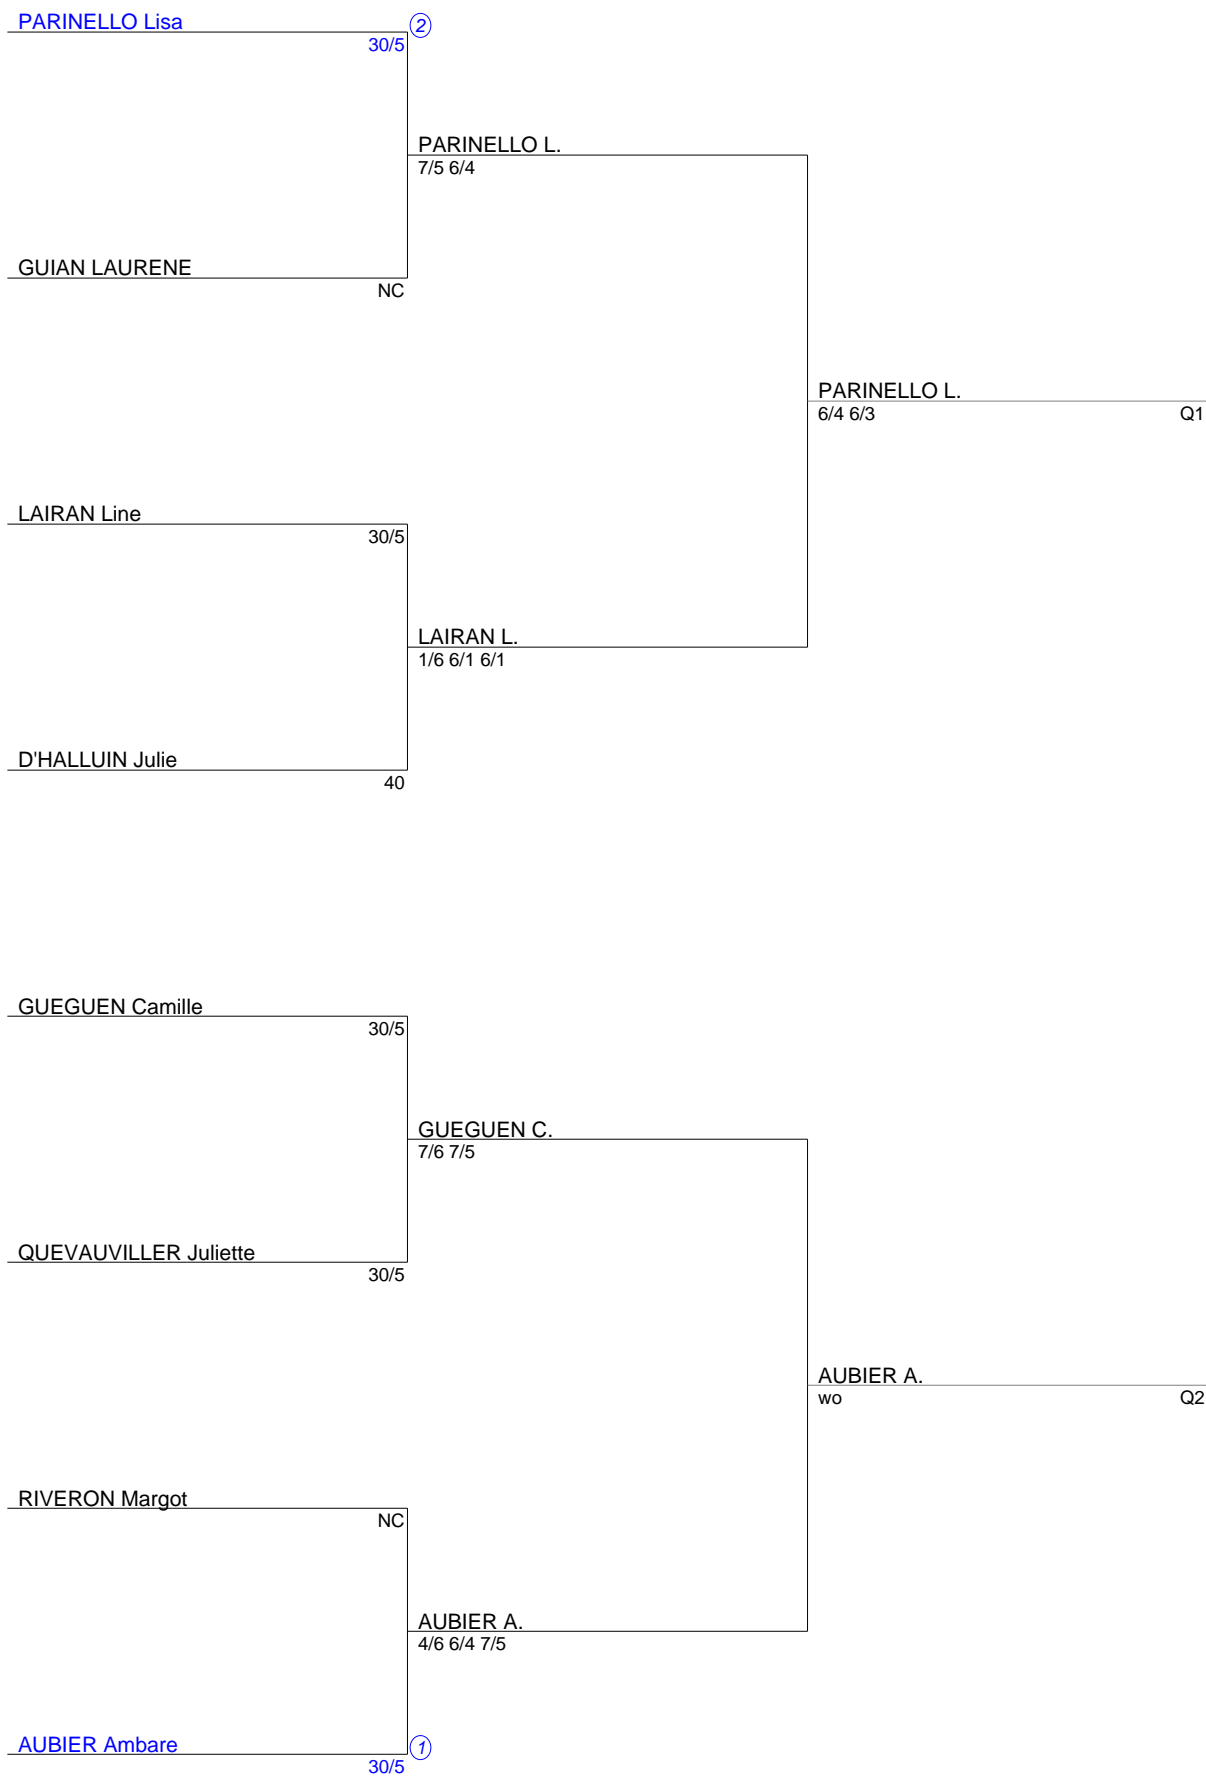 PARINELLO Lisa
2
30/5
PARINELLO L.
7/5 6/4
GUIAN LAURENE
NC
PARINELLO L.
6/4 6/3
Q1
LAIRAN Line
30/5
LAIRAN L.
1/6 6/1 6/1
D'HALLUIN Julie
40
GUEGUEN Camille
30/5
GUEGUEN C.
7/6 7/5
QUEVAUVILLER Juliette
30/5
AUBIER A.
wo
Q2
RIVERON Margot
NC
AUBIER A.
4/6 6/4 7/5
AUBIER Ambare
1
30/5